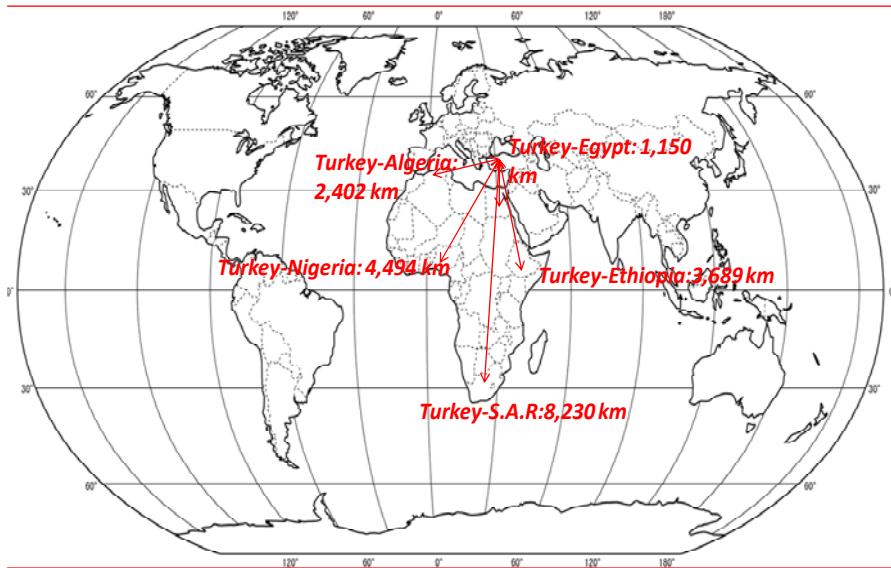 120° 60° 0° 60° 120° 180°
60° 60°
Turkey-Egypt: 1,150
km
Turkey-Algeria:
2,402 km
30° 30°
Turkey-Nigeria: 4,494 km
Turkey-Ethiopia:3,689 km
0° 0°
30° 30°
Turkey-S.A.R:8,230 km
60° 60°
120° 60° 0° 60° 120° 180°